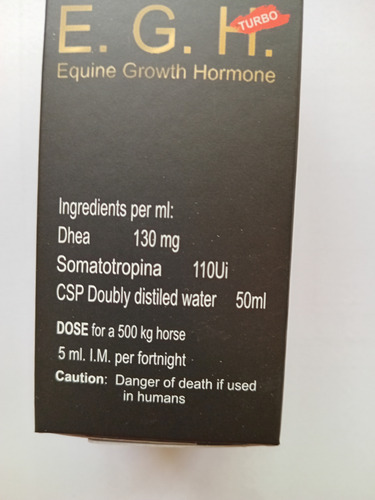 E. G. H.
TURBO
Equine Growth Hormone
Ingredients per ml:
Dhea 130 mg
Somatotropina 110Ui
CSP Doubly distiled water 50ml
DOSE for a 500 kg horse
5 ml. I.M. per fortnight
Caution: Danger of death if used
in humans